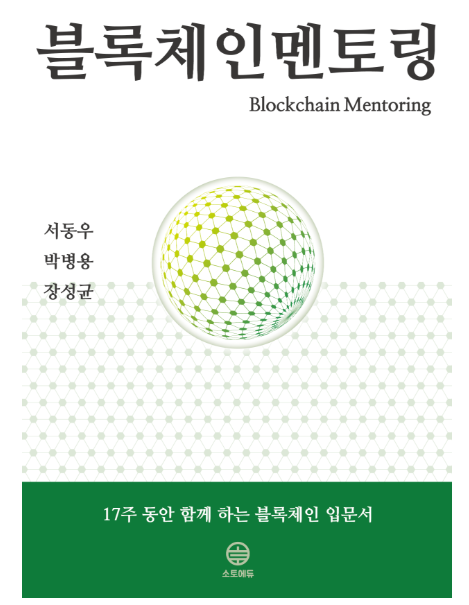 블록체인멘토링
Blockchain Mentoring
서동우
박병용
장성균
17주 동안 함께 하는 블록체인 입문서
소토에듀